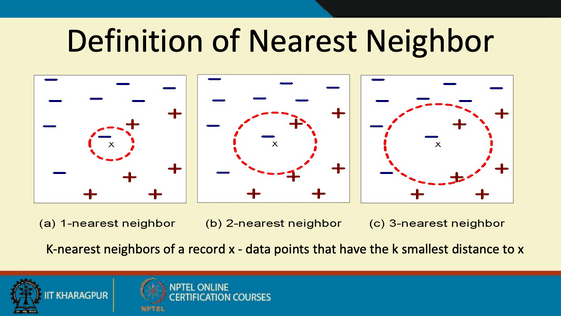 Definition of Nearest Neighbor
x
x
x
(a) 1-nearest neighbor
(b) 2-nearest neighbor
(c) 3-nearest neighbor
K-nearest neighbors of a record x - data points that have the k smallest distance to x
IIT KHARAGPUR
NPTEL
NPTEL ONLINE
CERTIFICATION COURSES